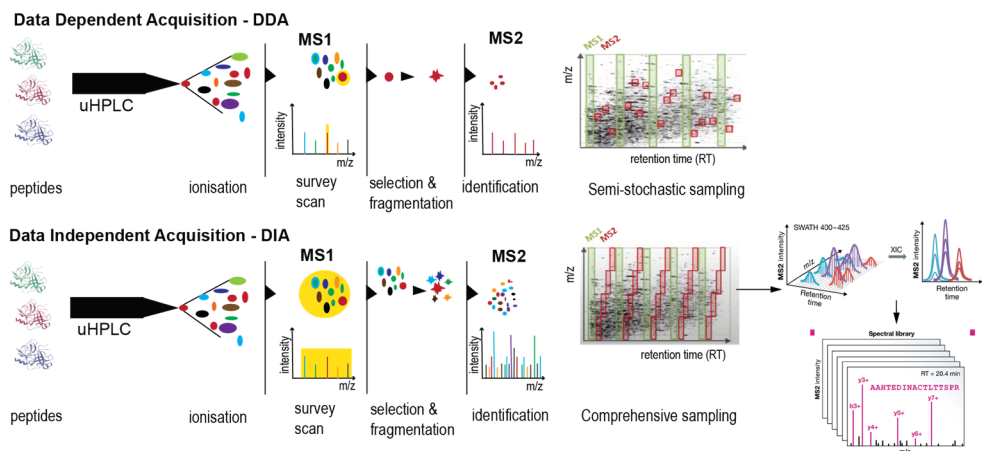 Data Dependent Acquisition - DDA
MS1
MS2
uHPLC
intensity
m/z
intensity
m/z
MS1
MS2
m/z
retention time (RT)
peptides
ionisation
survey
scan
selection &
fragmentation
identification
Semi-stochastic sampling
Data Independent Acquisition - DIA
MS1
MS2
uHPLC
intensity
m/z
intensity
m/z
MS1
MS2
m/z
retention time (RT)
SWATH 400–425
MS2 intensity
m/z
Retention
time
XIC
MS2 intensity
Retention
time
peptides
ionisation
survey
scan
selection &
fragmentation
identification
Comprehensive sampling
Spectral library
MS2 intensity
RT = 20.4 min
AAHTEDINACTLTTSPR
y3+
b3+
y4+
y5+
y6+
y7+
m/z